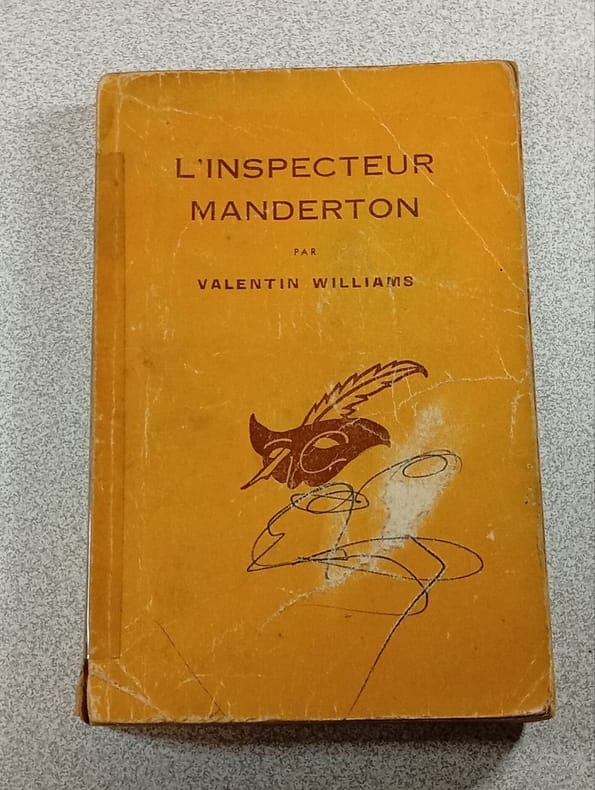 L'INSPECTEUR
MANDERTON
PAR
VALENTIN WILLIAMS